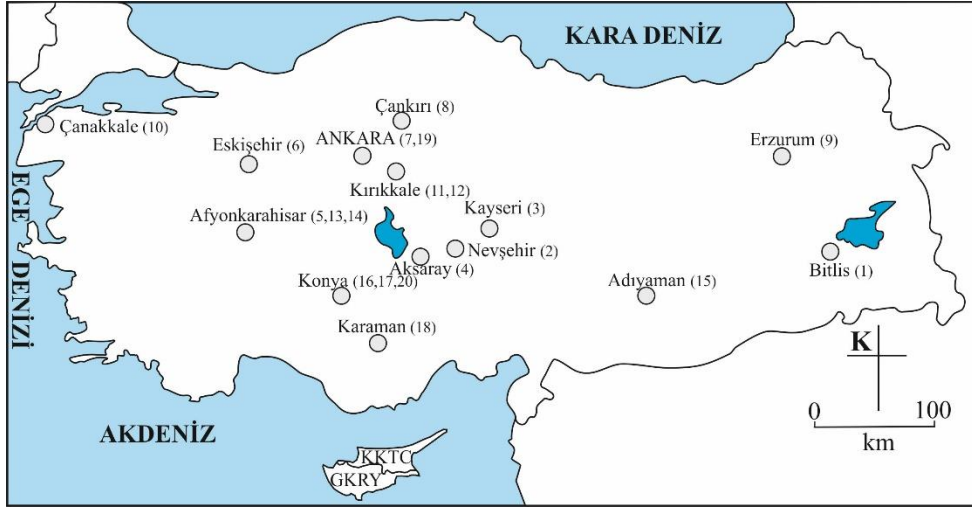 KARA DENİZ
Çankırı (8)
Çanakkale (10)
ANKARA (7,19)
Eskişehir (6)
Erzurum (9)
Kırıkkale (11,12)
Kayseri (3)
Afyonkarahisar (5,13,14)
EGE DENİZİ
Nevşehir (2)
Aksaray (4)
Bitlis (1)
Konya (16,17,20)
Adıyaman (15)
Karaman (18)
K
0 100
km
AKDENİZ
KKTC
GKRY